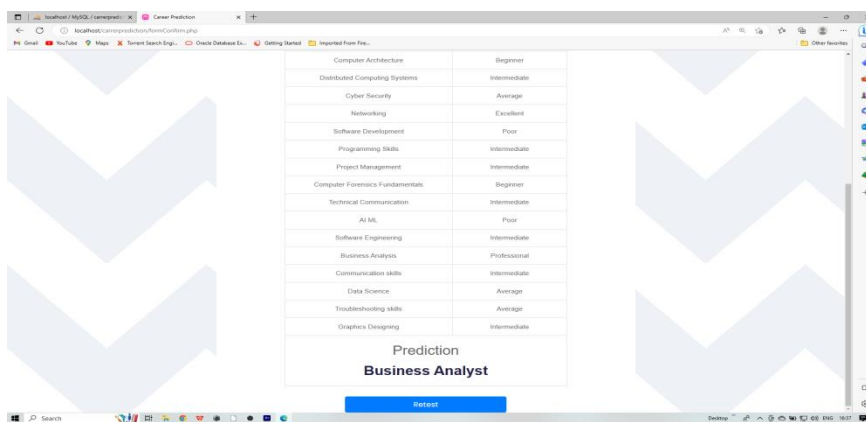 localhost / MySQL / carrerpredic
Career Prediction
localhost/carrerprediction/formConfirm.php
Gmail YouTube Maps Torrent Search Engi... Oracle Database Ex... Getting Started Imported From Fire... Other favorites
Computer Architecture Beginner
Distributed Computing Systems Intermediate
Cyber Security Average
Networking Excellent
Software Development Poor
Programming Skills Intermediate
Project Management Intermediate
Computer Forensics Fundamentals Beginner
Technical Communication Intermediate
AI ML Poor
Software Engineering Intermediate
Business Analysis Professional
Communication skills Intermediate
Data Science Average
Troubleshooting skills Average
Graphics Designing Intermediate
Prediction
Business Analyst
Retest
Search Desktop ENG 16:37